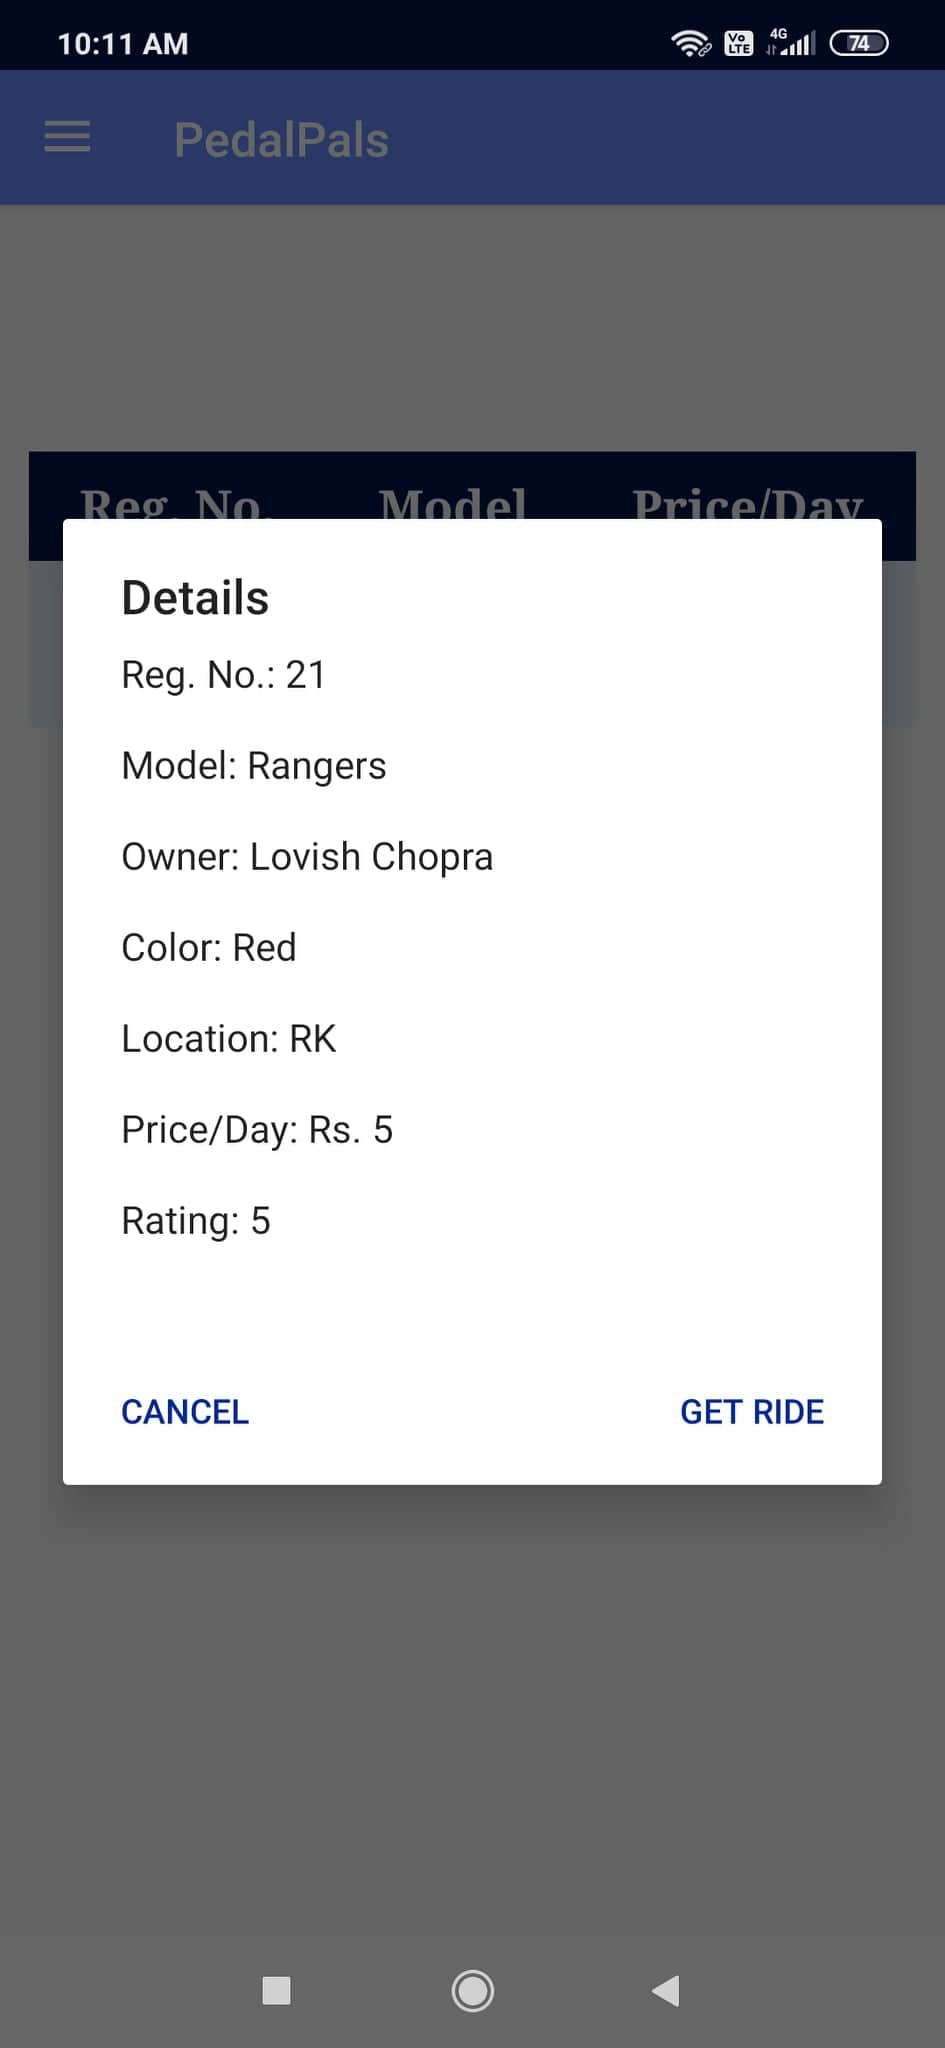 10:11 AM
Vo LTE
4G
74
PedalPals
Reg. No. Model Price/Day
Details
Reg. No.: 21
Model: Rangers
Owner: Lovish Chopra
Color: Red
Location: RK
Price/Day: Rs. 5
Rating: 5
CANCEL GET RIDE